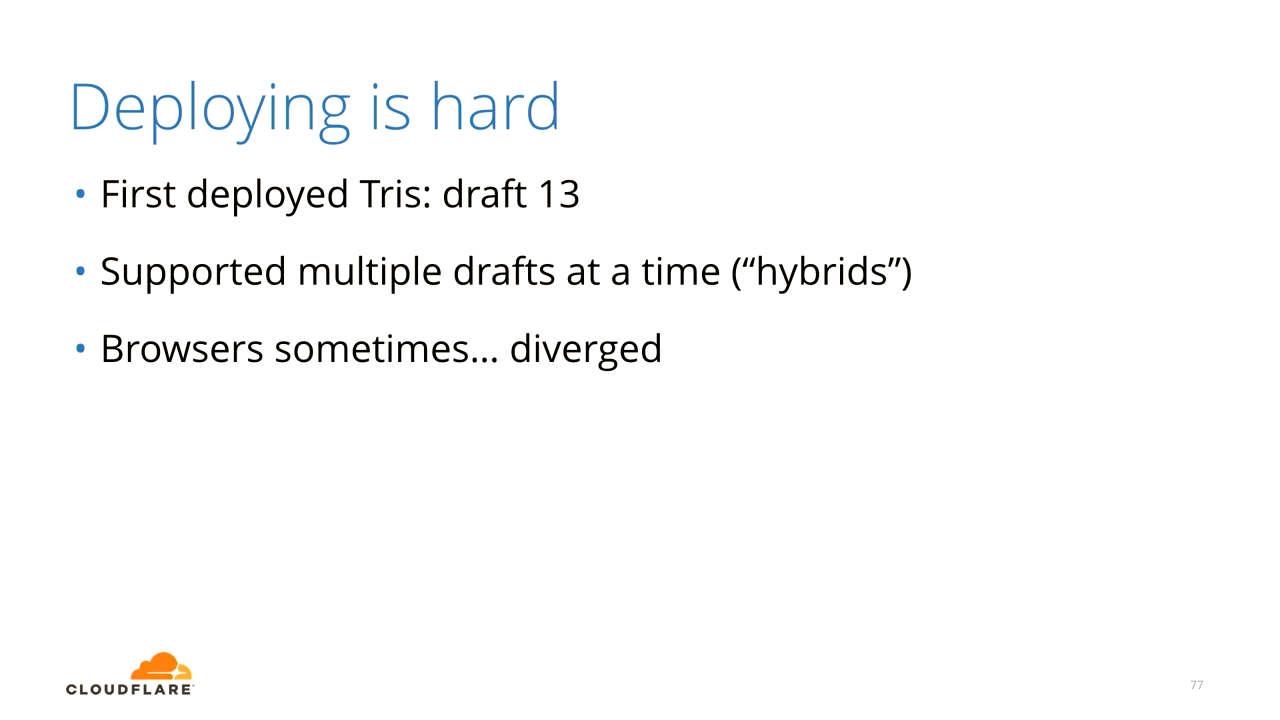 Deploying is hard
• First deployed Tris: draft 13
• Supported multiple drafts at a time (“hybrids”)
• Browsers sometimes... diverged
CLOUDFLARE
77